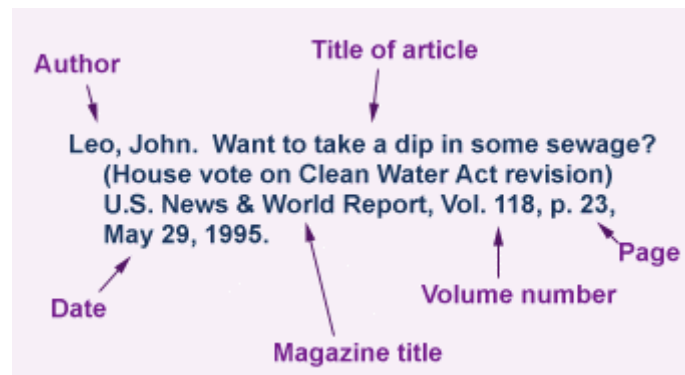 Title of article
Author
Leo, John. Want to take a dip in some sewage?
(House vote on Clean Water Act revision)
U.S. News & World Report, Vol. 118, p. 23,
May 29, 1995.
Page
Volume number
Date
Magazine title